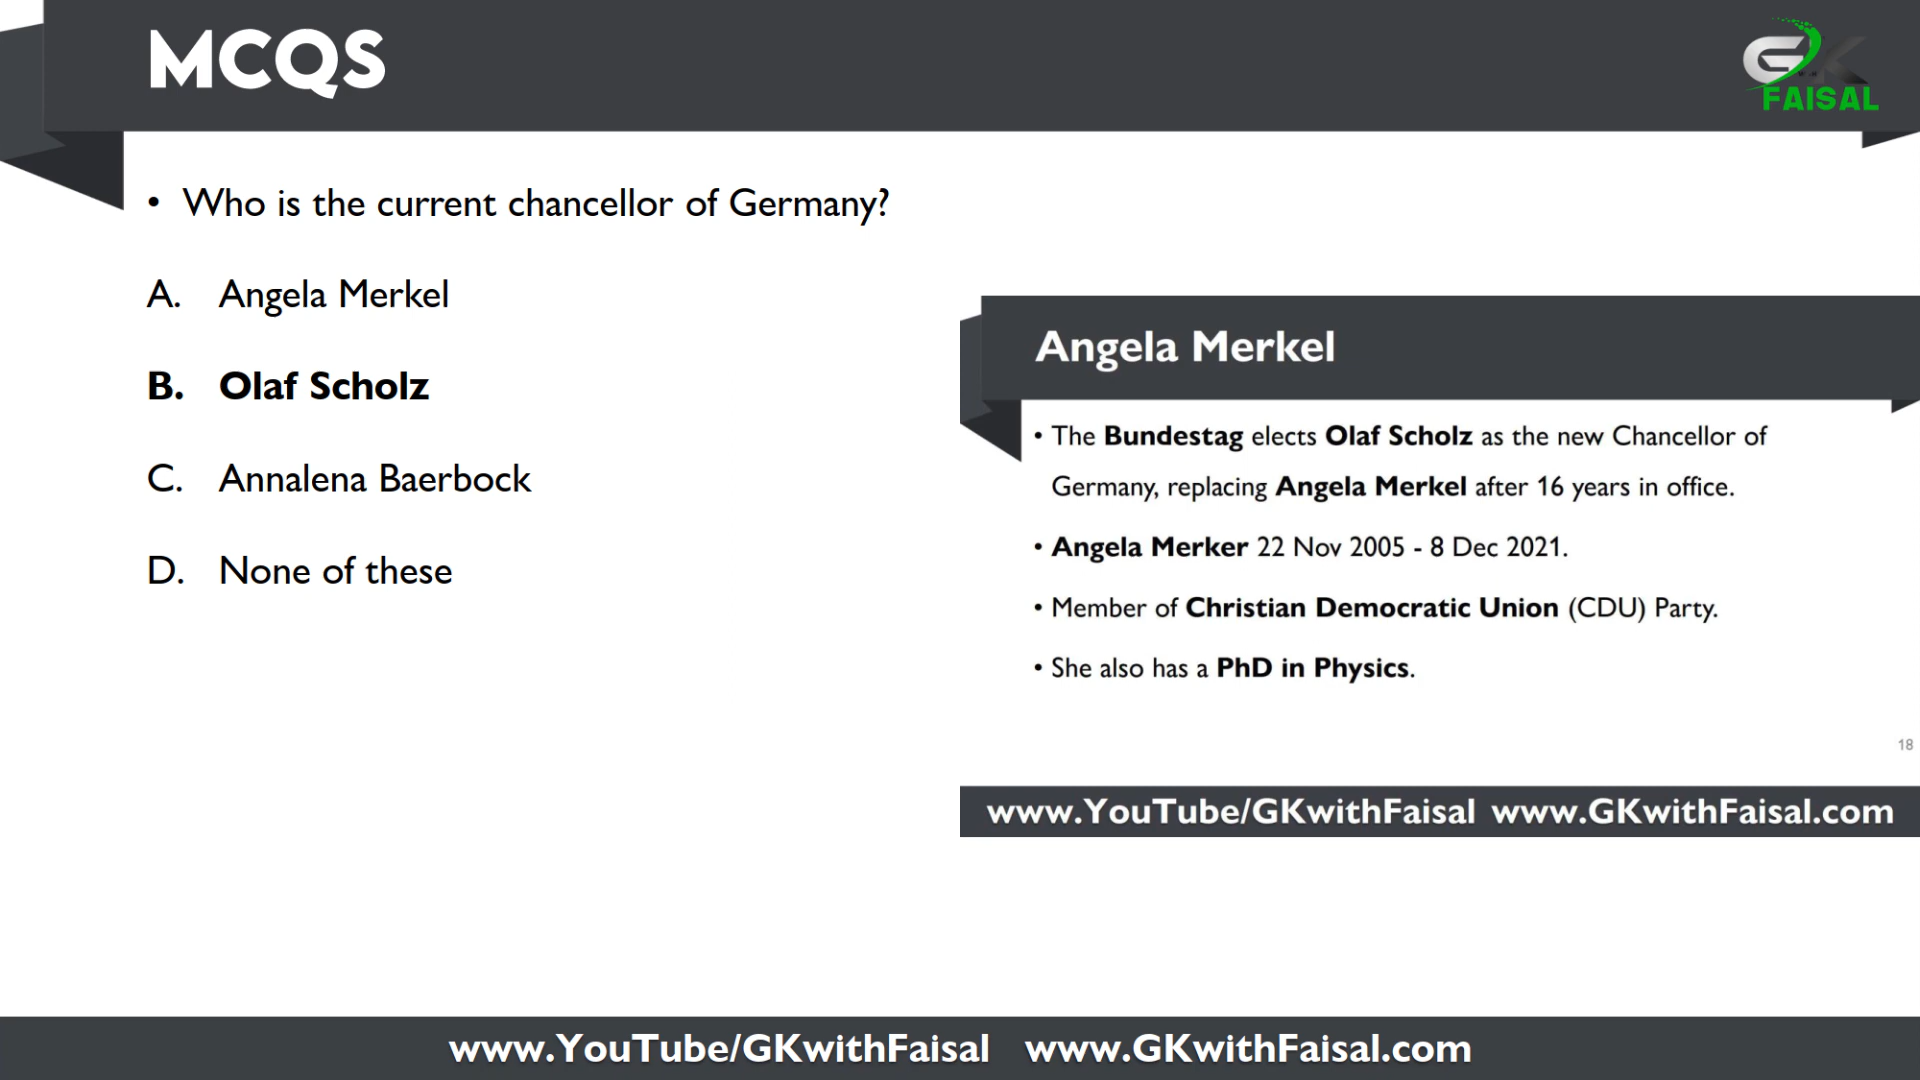 MCQS
GK
FAISAL
• Who is the current chancellor of Germany?
A. Angela Merkel
B. Olaf Scholz
C. Annalena Baerbock
D. None of these
Angela Merkel
• The Bundestag elects Olaf Scholz as the new Chancellor of
Germany, replacing Angela Merkel after 16 years in office.
• Angela Merker 22 Nov 2005 - 8 Dec 2021.
• Member of Christian Democratic Union (CDU) Party.
• She also has a PhD in Physics.
18
www.YouTube/GKwithFaisal www.GKwithFaisal.com
www.YouTube/GKwithFaisal www.GKwithFaisal.com